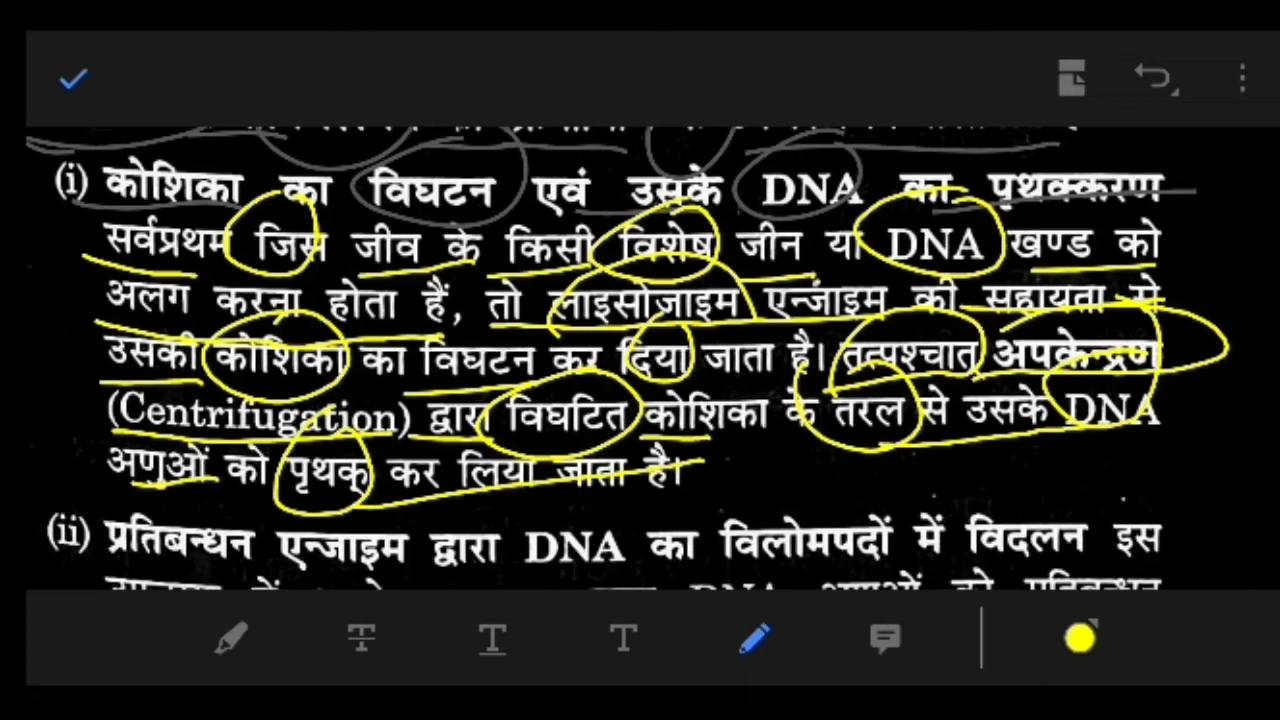 (i) कोशिका का विघटन एवं उसके DNA का पृथक्करण
सर्वप्रथम जिस जीव के किसी विशेष जीन या DNA खण्ड को
अलग करना होता हैं, तो लाइसोजाइम एन्जाइम की सहायता से
उसकी कोशिका का विघटन कर दिया जाता है। तत्पश्चात् अपकेन्द्रण
(Centrifugation) द्वारा विघटित कोशिका के तरल से उसके DNA
अणुओं को पृथक् कर लिया जाता है।
(ii) प्रतिबन्धन एन्जाइम द्वारा DNA का विलोमपदों में विदलन इस